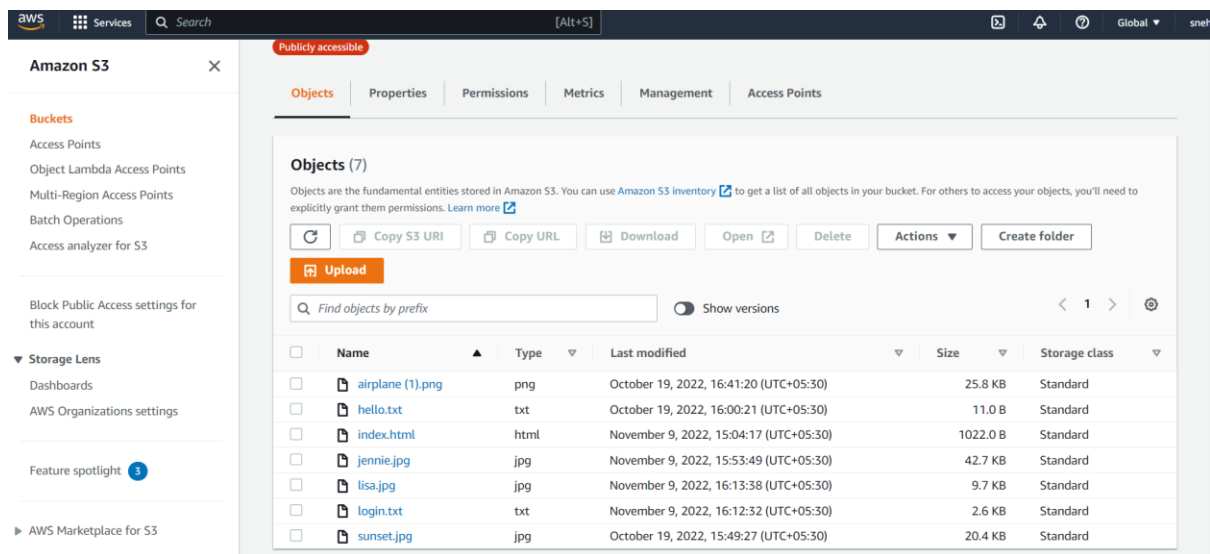 aws Services Search [Alt+S] Global ▼ sneh
Publicly accessible
Amazon S3
Buckets
Access Points
Object Lambda Access Points
Multi-Region Access Points
Batch Operations
Access analyzer for S3
Block Public Access settings for
this account
Storage Lens
Dashboards
AWS Organizations settings
Feature spotlight 3
AWS Marketplace for S3
Objects Properties Permissions Metrics Management Access Points
Objects (7)
Objects are the fundamental entities stored in Amazon S3. You can use Amazon S3 inventory to get a list of all objects in your bucket. For others to access your objects, you'll need to
explicitly grant them permissions. Learn more
Copy S3 URI Copy URL Download Open Delete Actions ▼ Create folder
Upload
Find objects by prefix Show versions < 1 >
Name Type Last modified Size Storage class
airplane (1).png png October 19, 2022, 16:41:20 (UTC+05:30) 25.8 KB Standard
hello.txt txt October 19, 2022, 16:00:21 (UTC+05:30) 11.0 B Standard
index.html html November 9, 2022, 15:04:17 (UTC+05:30) 1022.0 B Standard
jennie.jpg jpg November 9, 2022, 15:53:49 (UTC+05:30) 42.7 KB Standard
lisa.jpg jpg November 9, 2022, 16:13:38 (UTC+05:30) 9.7 KB Standard
login.txt txt November 9, 2022, 16:12:32 (UTC+05:30) 2.6 KB Standard
sunset.jpg jpg October 19, 2022, 15:49:27 (UTC+05:30) 20.4 KB Standard